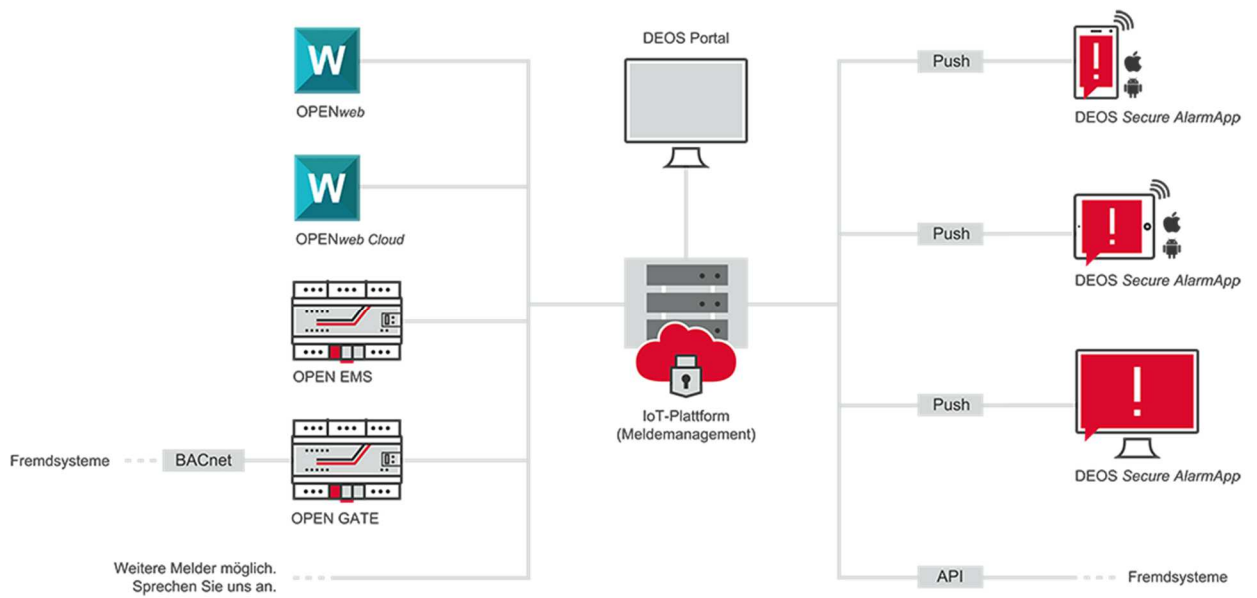 W
OPENweb
W
OPENweb Cloud
OPEN EMS
Fremdsysteme
BACnet
OPEN GATE
Weitere Melder möglich.
Sprechen Sie uns an.
DEOS Portal
IoT-Plattform
(Meldemanagement)
Push
DEOS Secure AlarmApp
Push
DEOS Secure AlarmApp
Push
DEOS Secure AlarmApp
API
Fremdsysteme